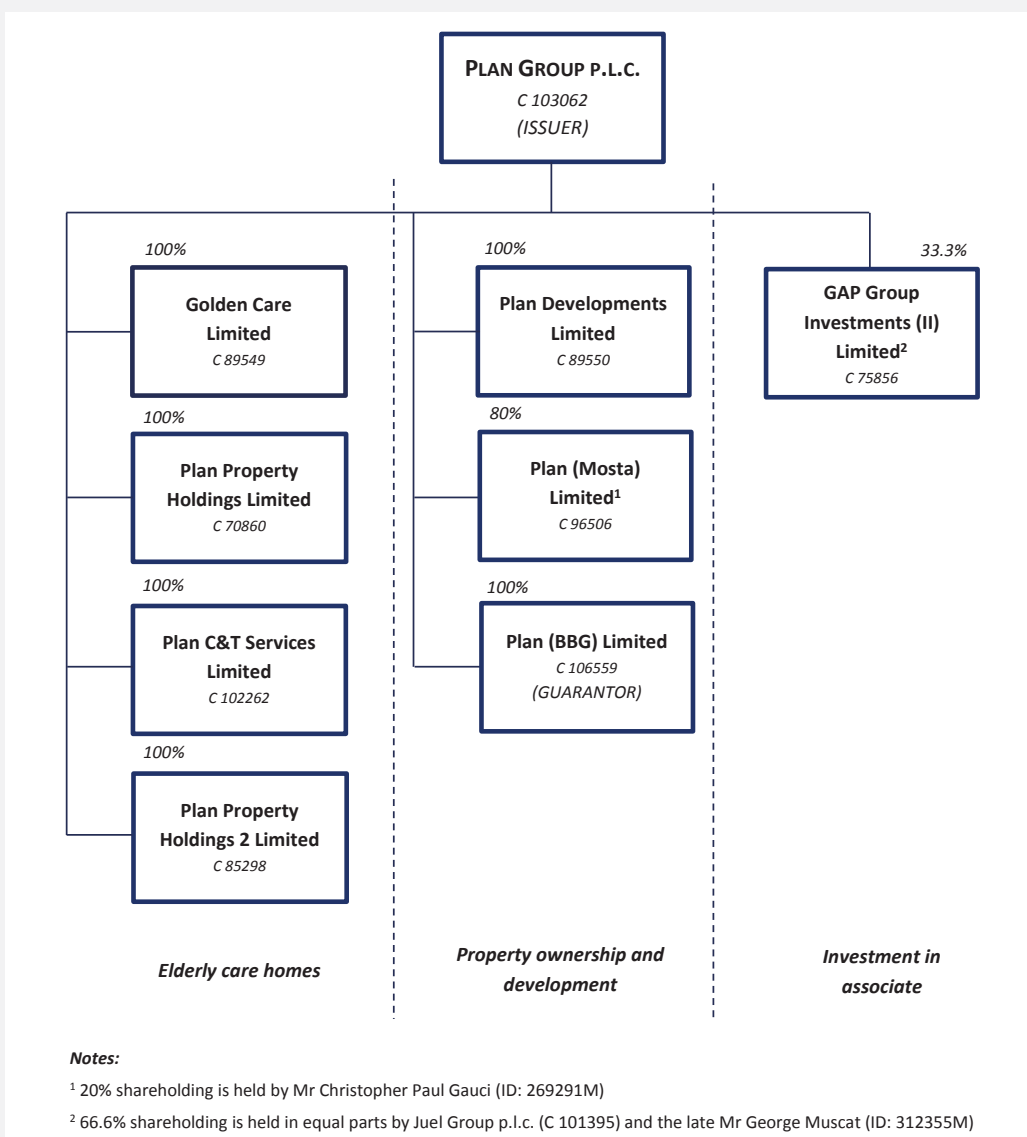 PLAN GROUP P.L.C.
C 103062
(ISSUER)
100%
Golden Care
Limited
C 89549
100%
Plan Property
Holdings Limited
C 70860
100%
Plan C&T Services
Limited
C 102262
100%
Plan Property
Holdings 2 Limited
C 85298
Elderly care homes
100%
Plan Developments
Limited
C 89550
80%
Plan (Mosta)
Limited¹
C 96506
100%
Plan (BBG) Limited
C 106559
(GUARANTOR)
Property ownership and
development
33.3%
GAP Group
Investments (II)
Limited²
C 75856
Investment in
associate
Notes:
¹ 20% shareholding is held by Mr Christopher Paul Gauci (ID: 269291M)
² 66.6% shareholding is held in equal parts by Juel Group p.l.c. (C 101395) and the late Mr George Muscat (ID: 312355M)